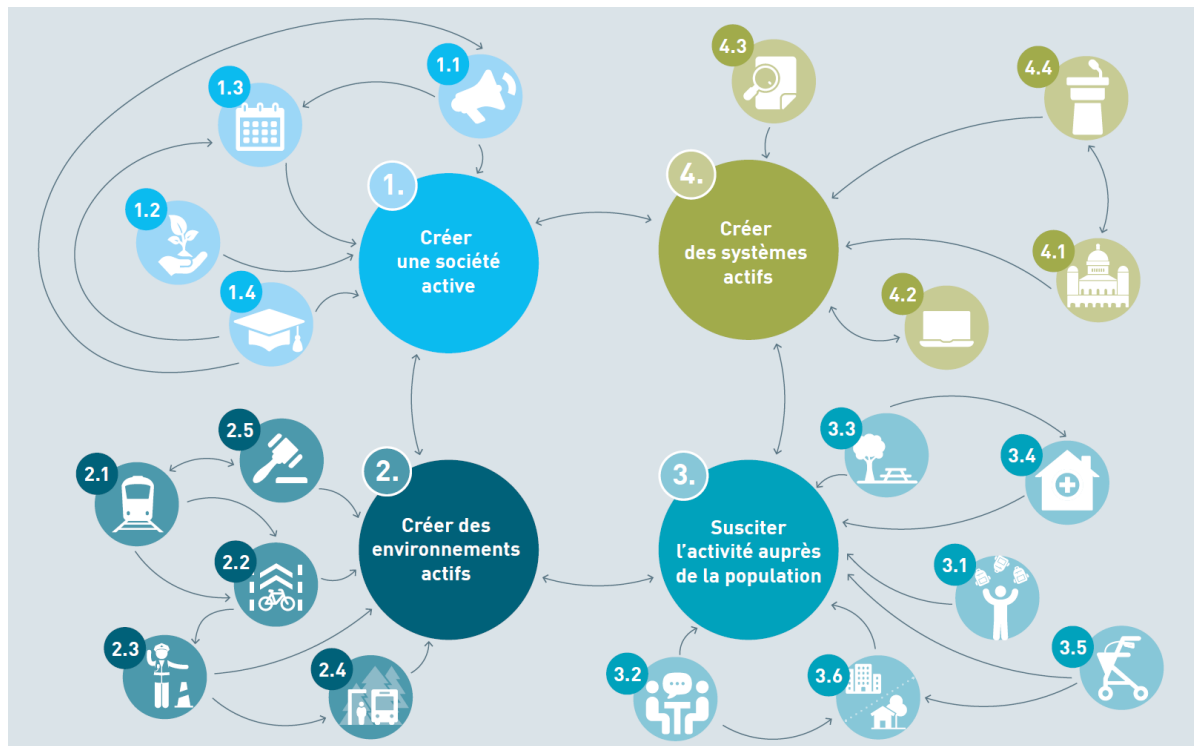 1.1
1.3
1.2
1.4
1.
Créer
une société
active
4.3
4.4
4.
Créer
des systèmes
actifs
4.1
4.2
2.5
2.1
2.2
2.3
2.4
2.
Créer des
environnements
actifs
3.3
3.4
3.
Susciter
l’activité auprès
de la population
3.1
3.5
3.2
3.6